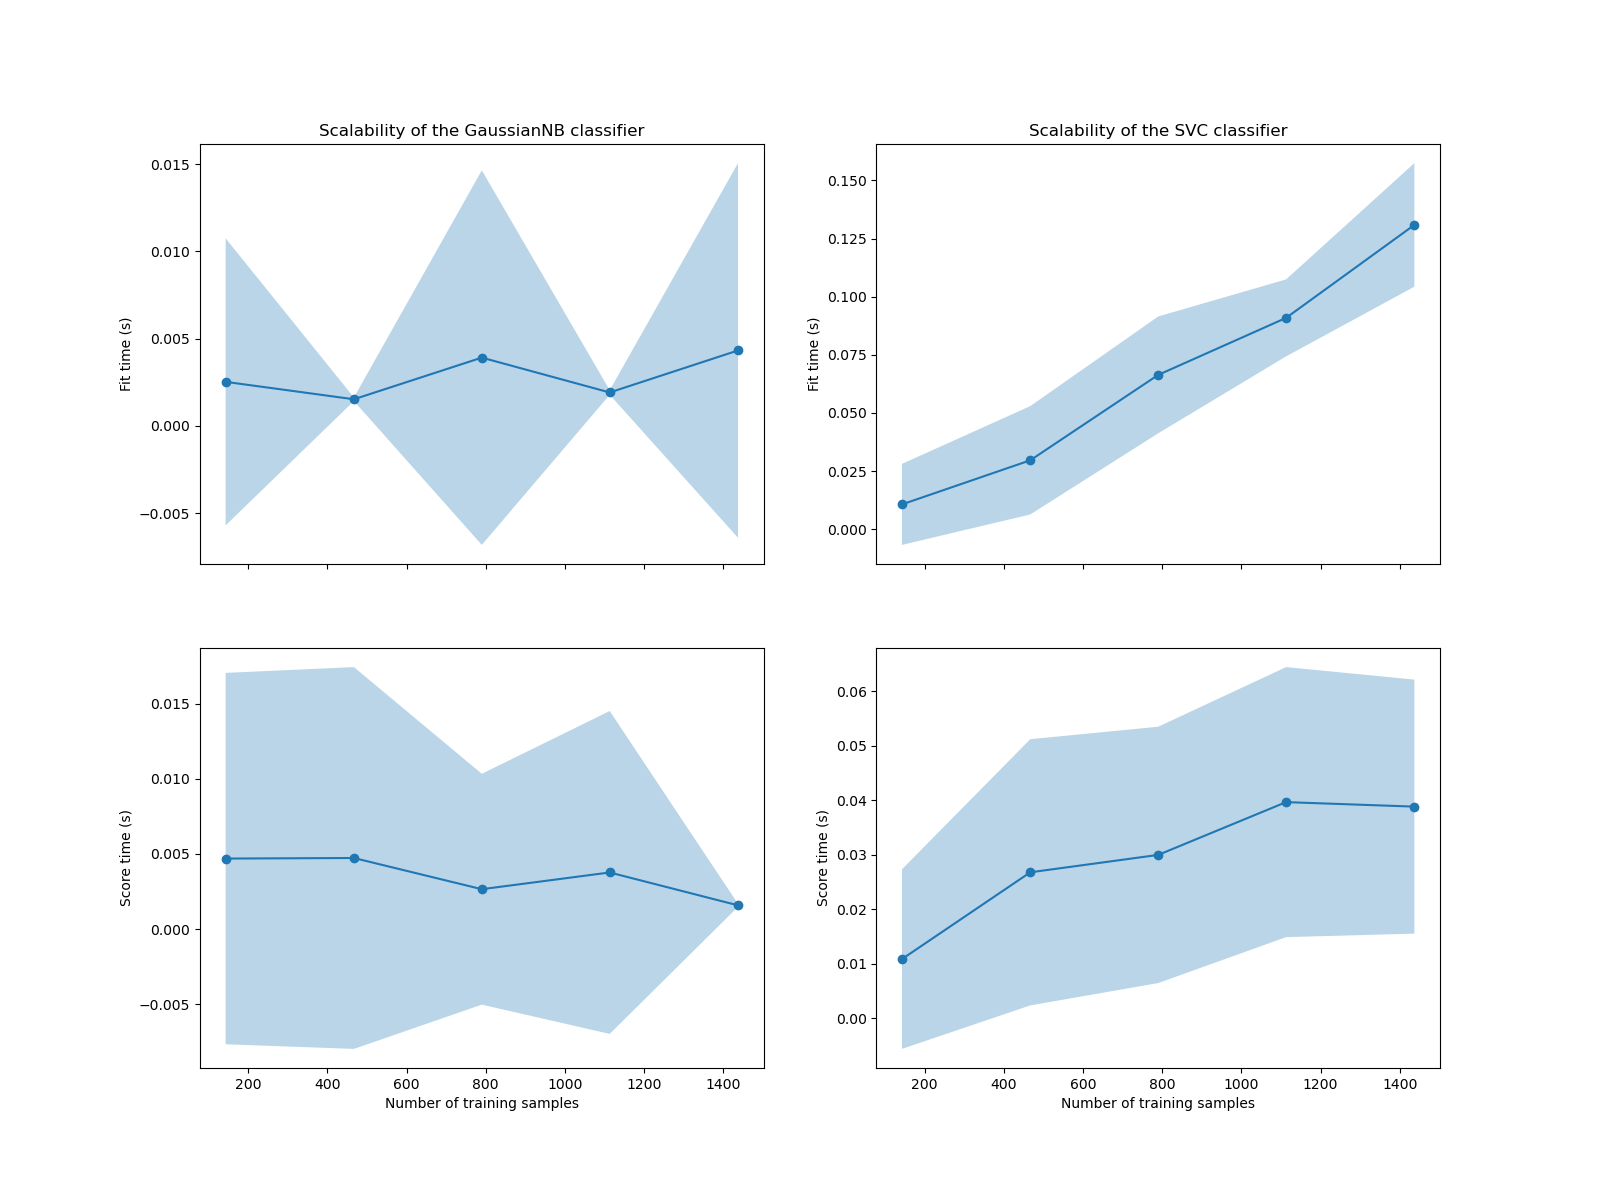 Scalability of the GaussianNB classifier
0.015
0.010
0.005
0.000
−0.005
Fit time (s)
Scalability of the SVC classifier
0.150
0.125
0.100
0.075
0.050
0.025
0.000
Fit time (s)
0.015
0.010
0.005
0.000
−0.005
Score time (s)
200 400 600 800 1000 1200 1400
Number of training samples
0.06
0.05
0.04
0.03
0.02
0.01
0.00
Score time (s)
200 400 600 800 1000 1200 1400
Number of training samples